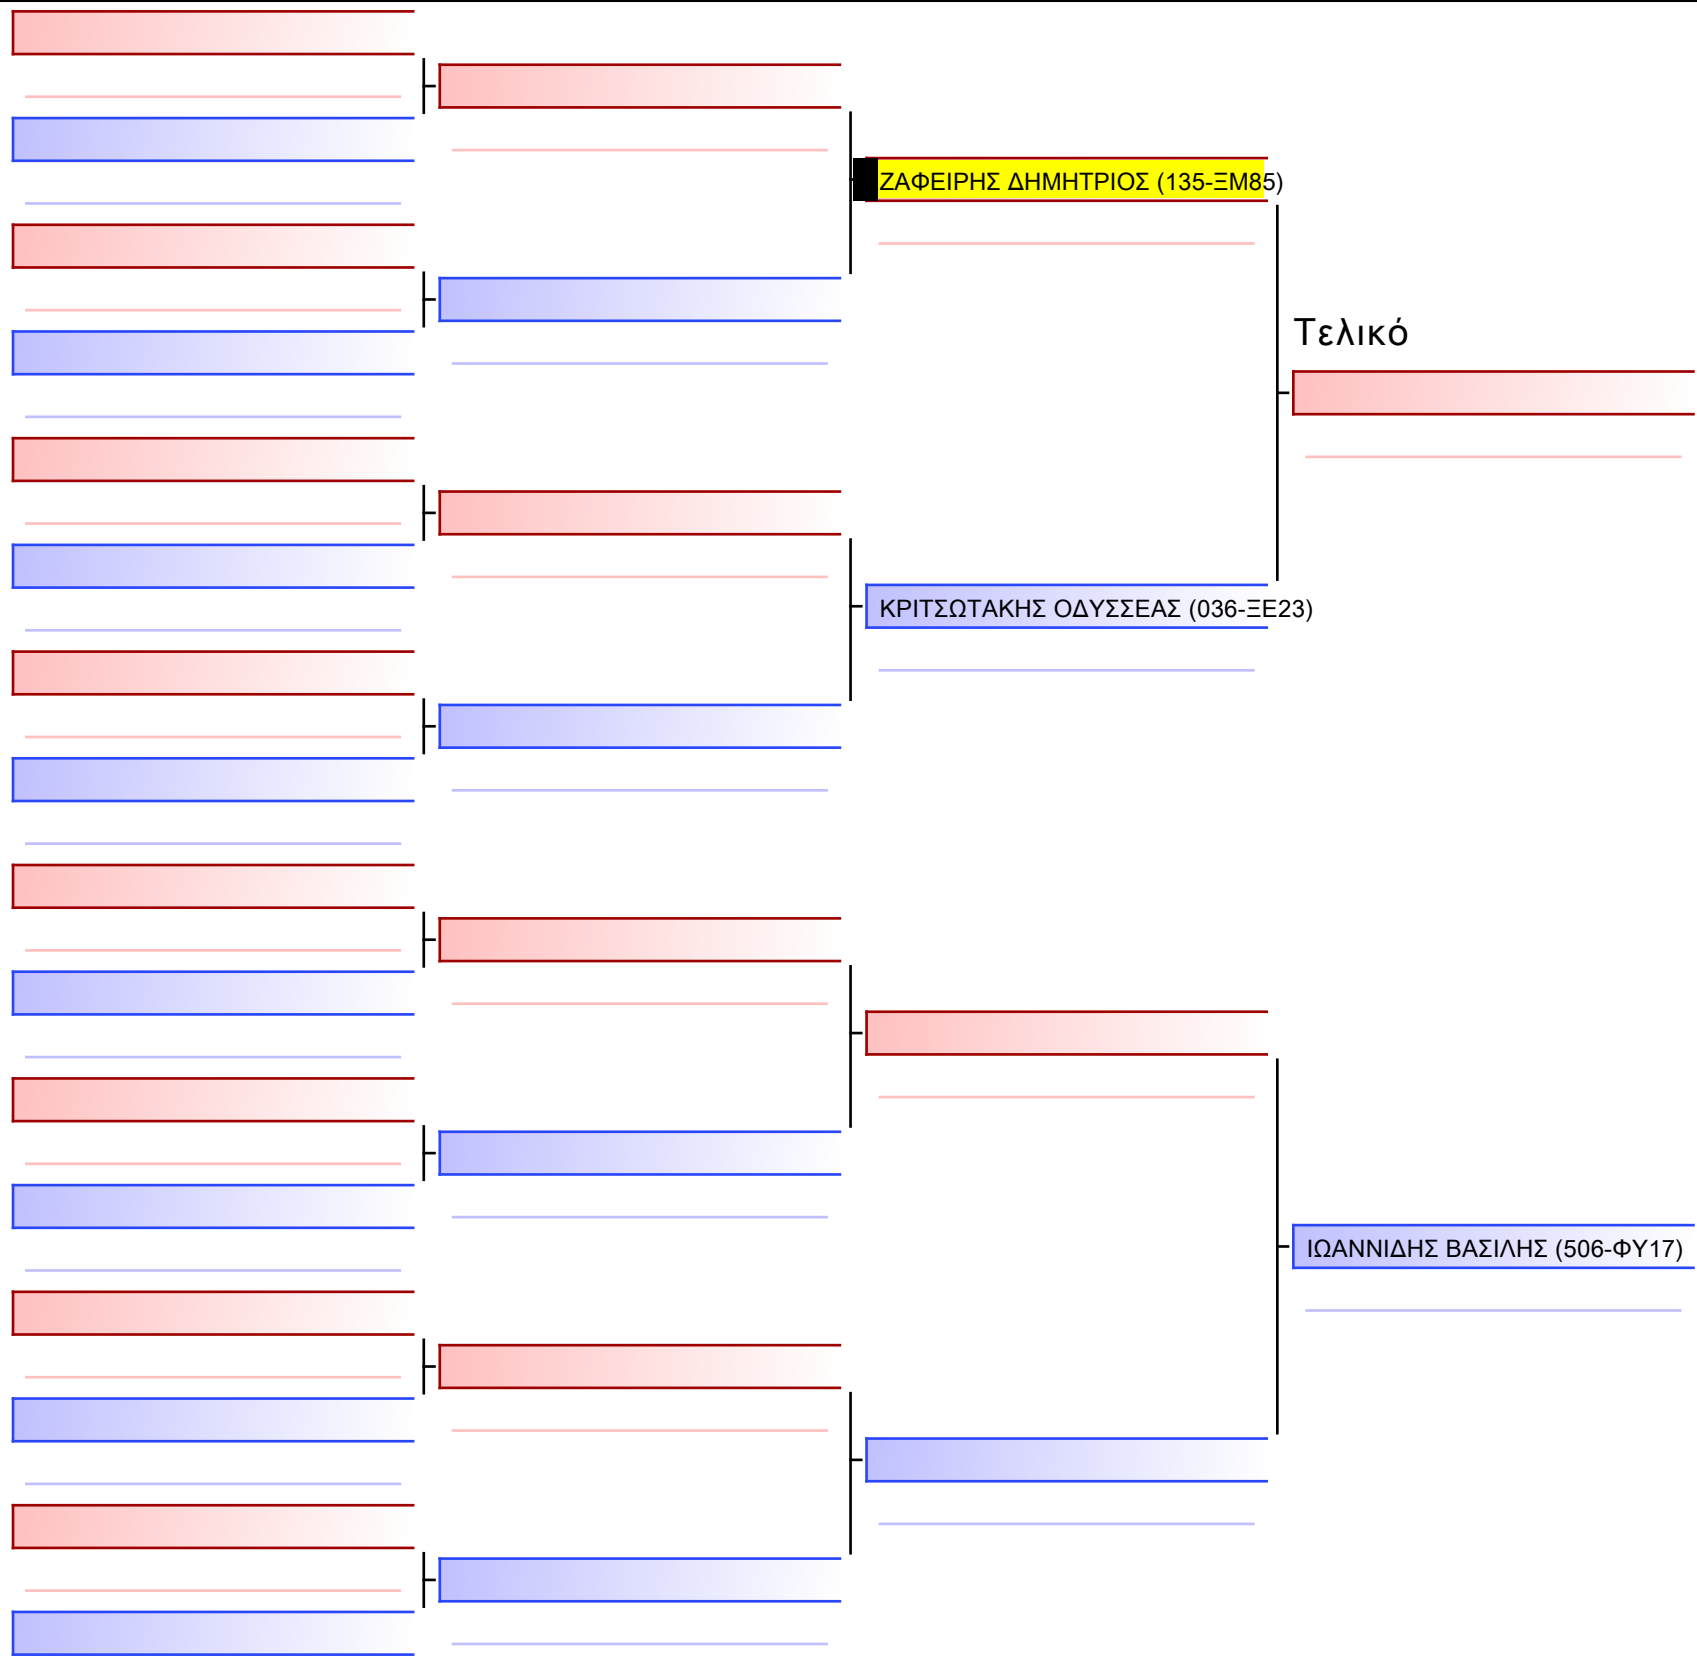 ΖΑΦΕΙΡΗΣ ΔΗΜΗΤΡΙΟΣ (135-ΞΜ85)
Τελικό
ΚΡΙΤΣΩΤΑΚΗΣ ΟΔΥΣΣΕΑΣ (036-ΞΕ23)
ΙΩΑΝΝΙΔΗΣ ΒΑΣΙΛΗΣ (506-ΦΥ17)